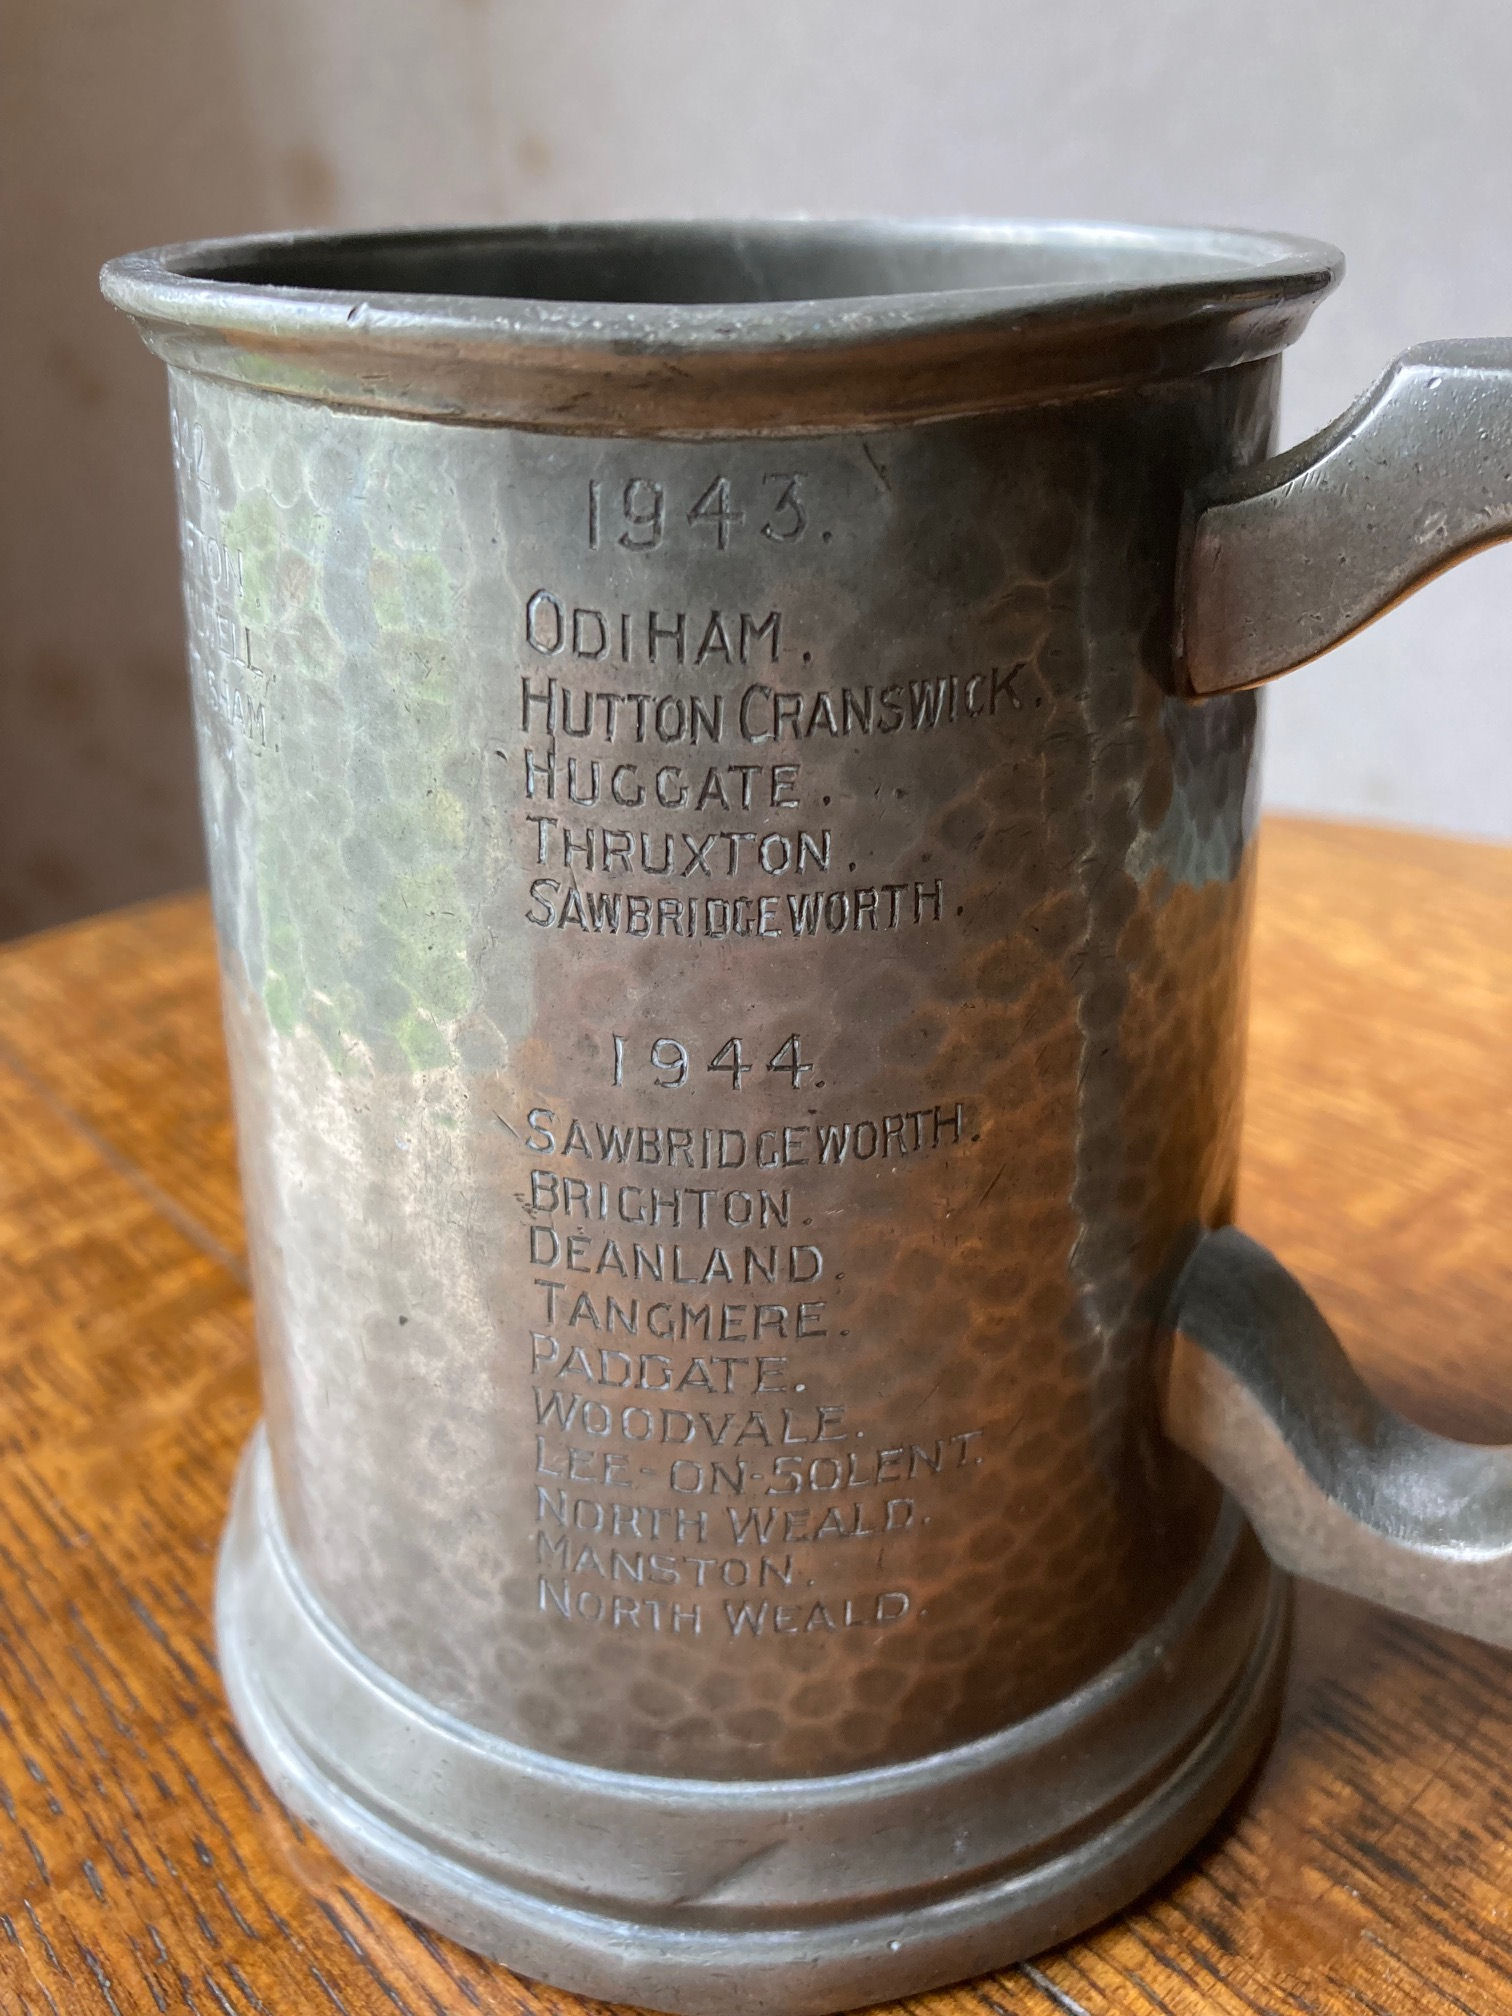 1943.
ODIHAM.
HUTTON CRANSWICK.
HUGGATE.
THRUXTON.
SAWBRIDGEWORTH.
1944.
SAWBRIDGEWORTH.
BRIGHTON.
DEANLAND.
TANGMERE.
PADGATE.
WOODVALE.
LEE-ON-SOLENT.
NORTH WEALD.
MANSTON.
NORTH WEALD.